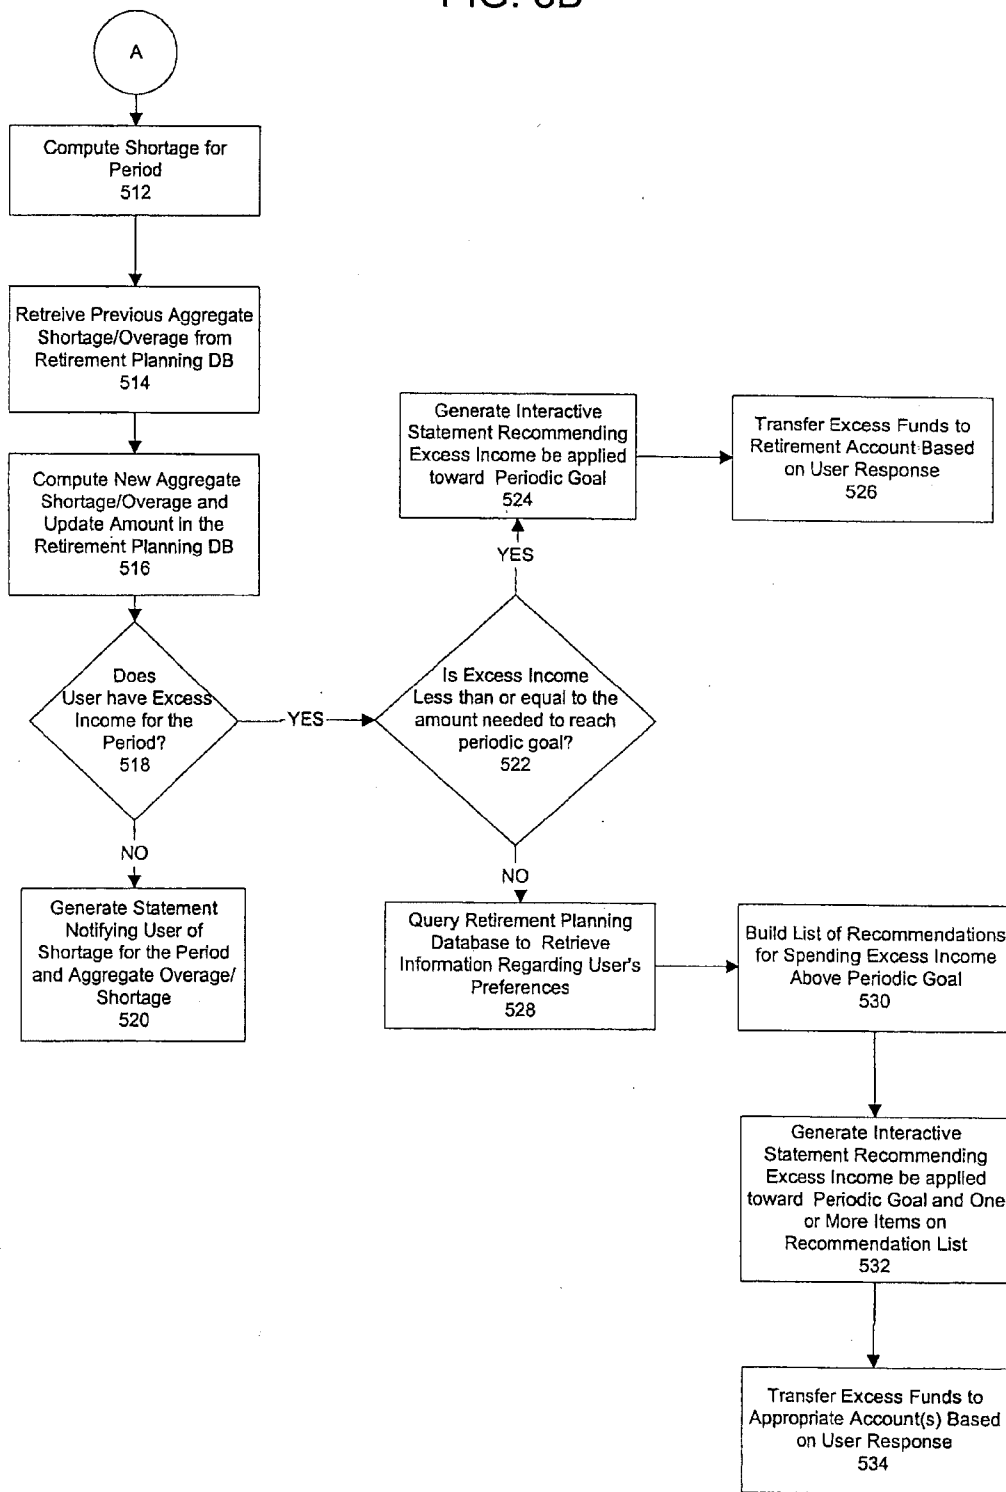 A
Compute Shortage for
Period
512
Retreive Previous Aggregate
Shortage/Overage from
Retirement Planning DB
514
Compute New Aggregate
Shortage/Overage and
Update Amount in the
Retirement Planning DB
516
Does
User have Excess
Income for the
Period?
518
YES
NO
Generate Statement
Notifying User of
Shortage for the Period
and Aggregate Overage/
Shortage
520
Is Excess Income
Less than or equal to the
amount needed to reach
periodic goal?
522
YES
Generate Interactive
Statement Recommending
Excess Income be applied
toward Periodic Goal
524
Transfer Excess Funds to
Retirement Account Based
on User Response
526
NO
Query Retirement Planning
Database to Retrieve
Information Regarding User's
Preferences
528
Build List of Recommendations
for Spending Excess Income
Above Periodic Goal
530
Generate Interactive
Statement Recommending
Excess Income be applied
toward Periodic Goal and One
or More Items on
Recommendation List
532
Transfer Excess Funds to
Appropriate Account(s) Based
on User Response
534